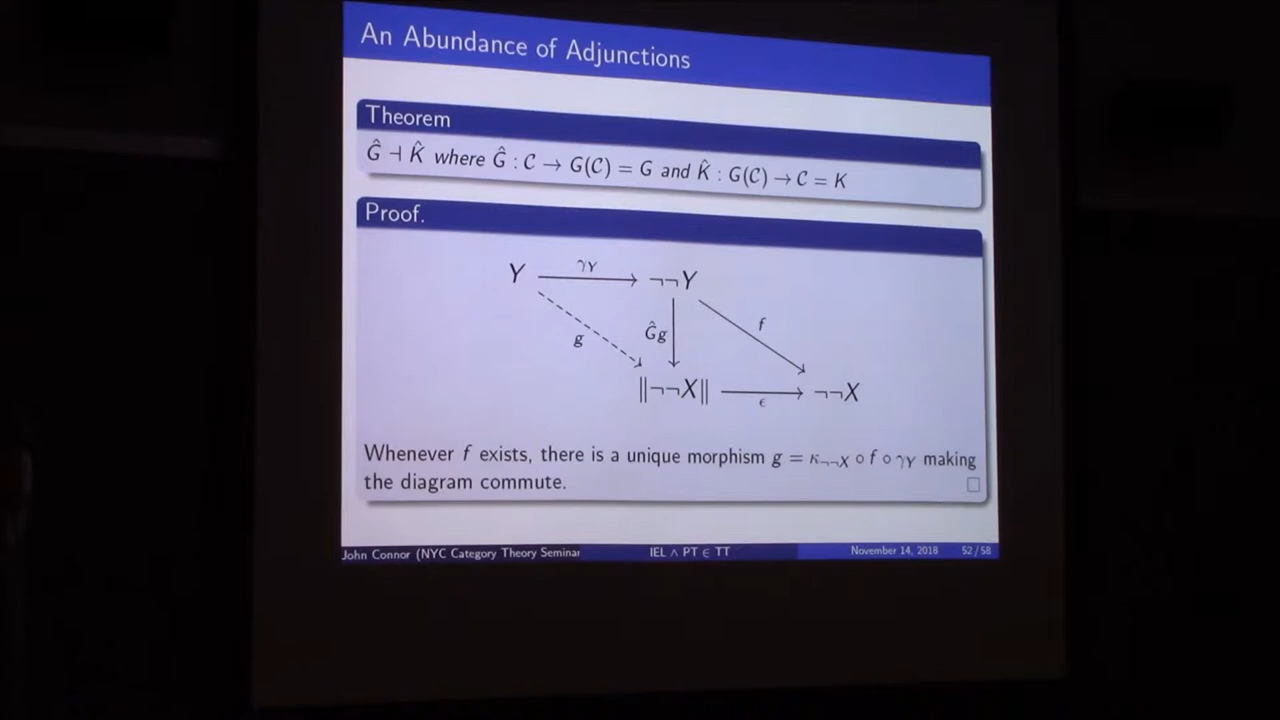 An Abundance of Adjunctions
Theorem
Ĝ ⊣ K̂ where Ĝ : C → G(C) = G and K̂ : G(C) → C = K
Proof.
Y γY ¬¬Y
g Ĝg f
‖¬¬X‖ ϵ ¬¬X
Whenever f exists, there is a unique morphism g = κ¬¬X ∘ f ∘ γY making
the diagram commute. □
John Connor (NYC Category Theory Seminar IEL ∧ PT ∈ TT November 14, 2018 52 / 58